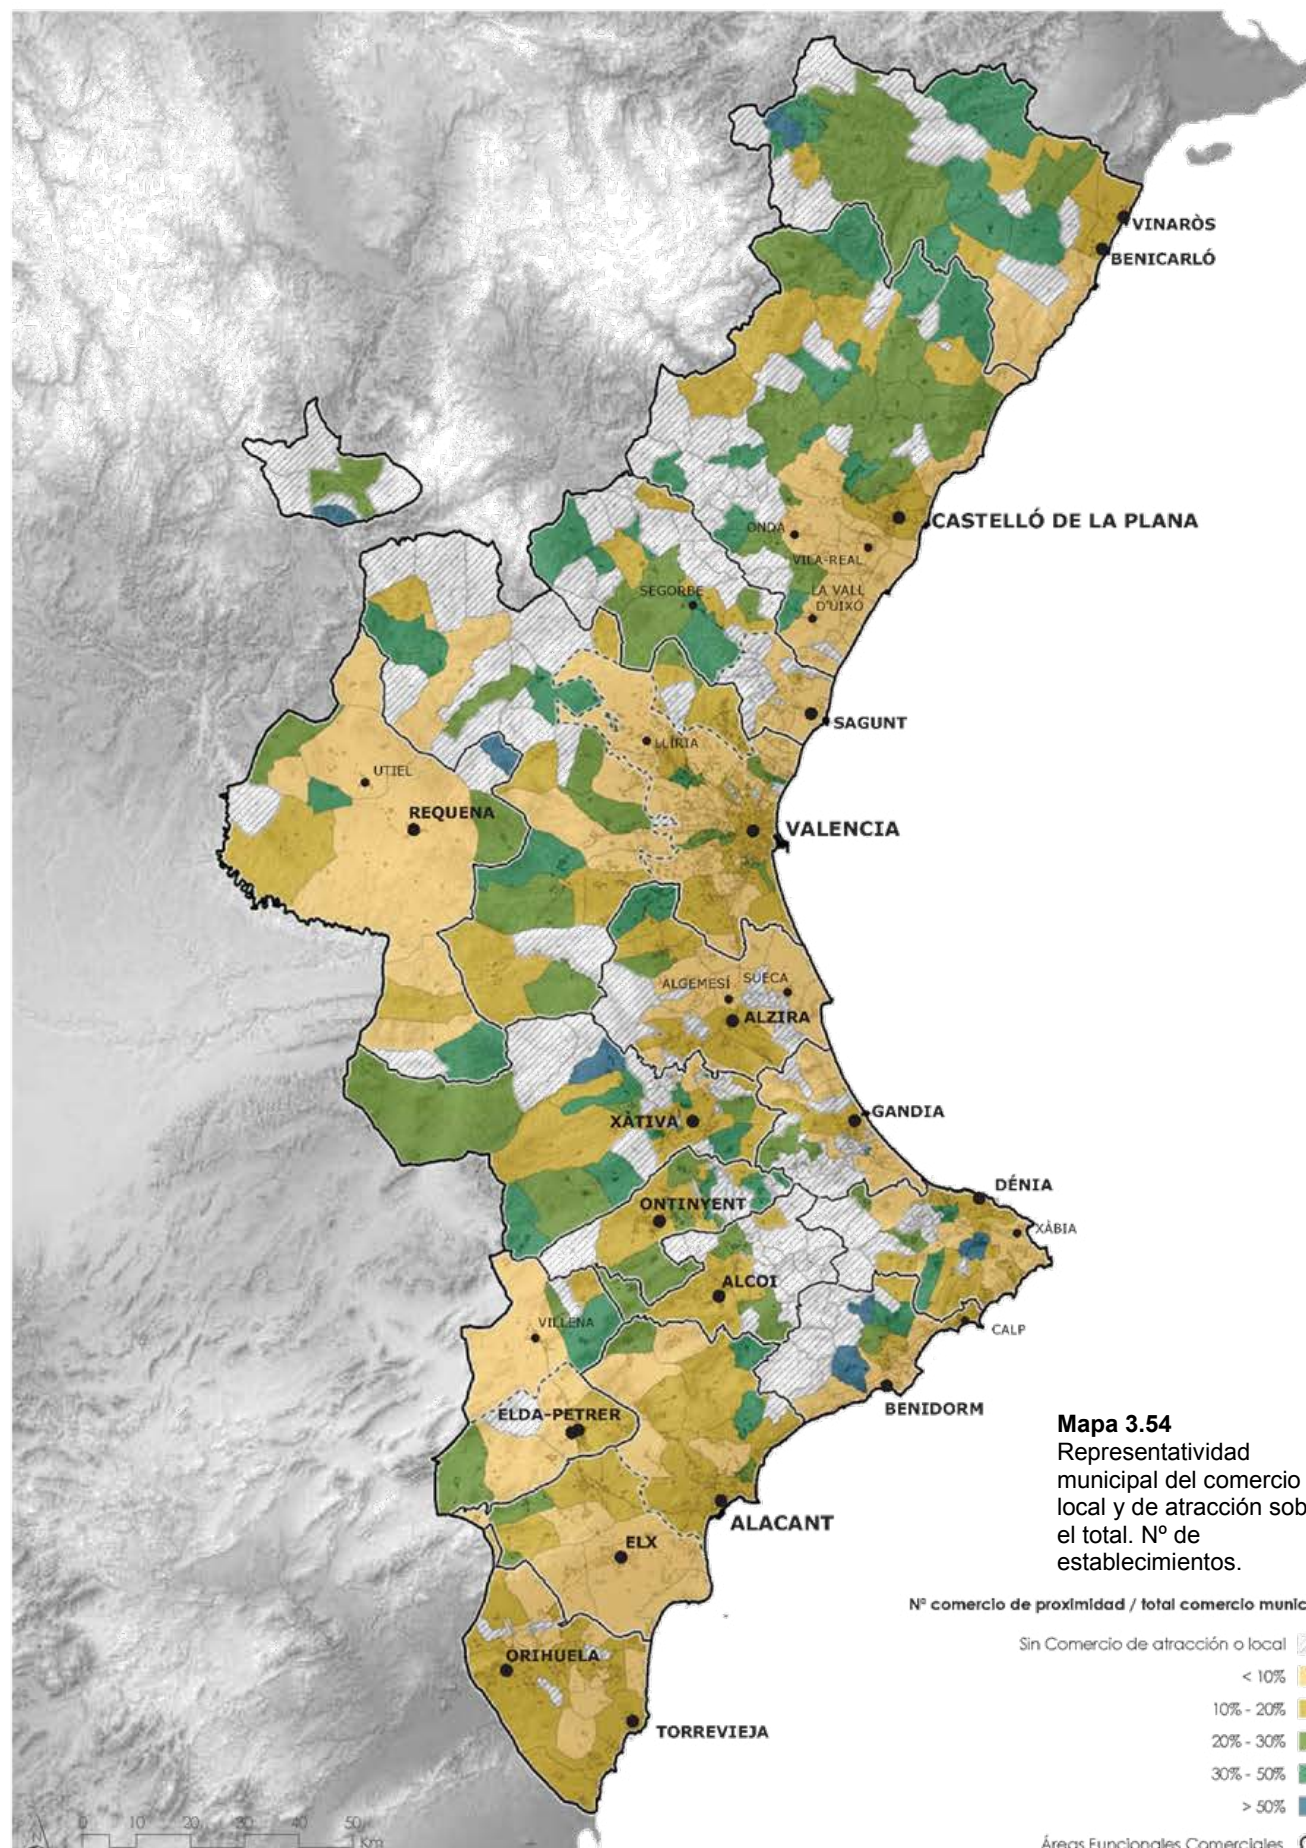 VINARÒS
BENICARLÓ
CASTELLÓ DE LA PLANA
ONDA
VILA-REAL
SEGORBE
LA VALL
D'UIXÓ
SAGUNT
LLÍRIA
UTIEL
REQUENA
VALENCIA
ALGEMESÍ
SUECA
ALZIRA
GANDIA
XÀTIVA
DÉNIA
ONTINYENT
XÀBIA
ALCOI
VILLENA
CALP
BENIDORM
ELDA-PETRER
Mapa 3.54
Representatividad
municipal del comercio
local y de atracción sob
el total. Nº de
establecimientos.
ALACANT
ELX
Nº comercio de proximidad / total comercio munic
Sin Comercio de atracción o local
< 10%
ORIHUELA
10% - 20%
TORREVIEJA
20% - 30%
30% - 50%
> 50%
0 10 20 30 40 50
Km
N
Áreas Funcionales Comerciales